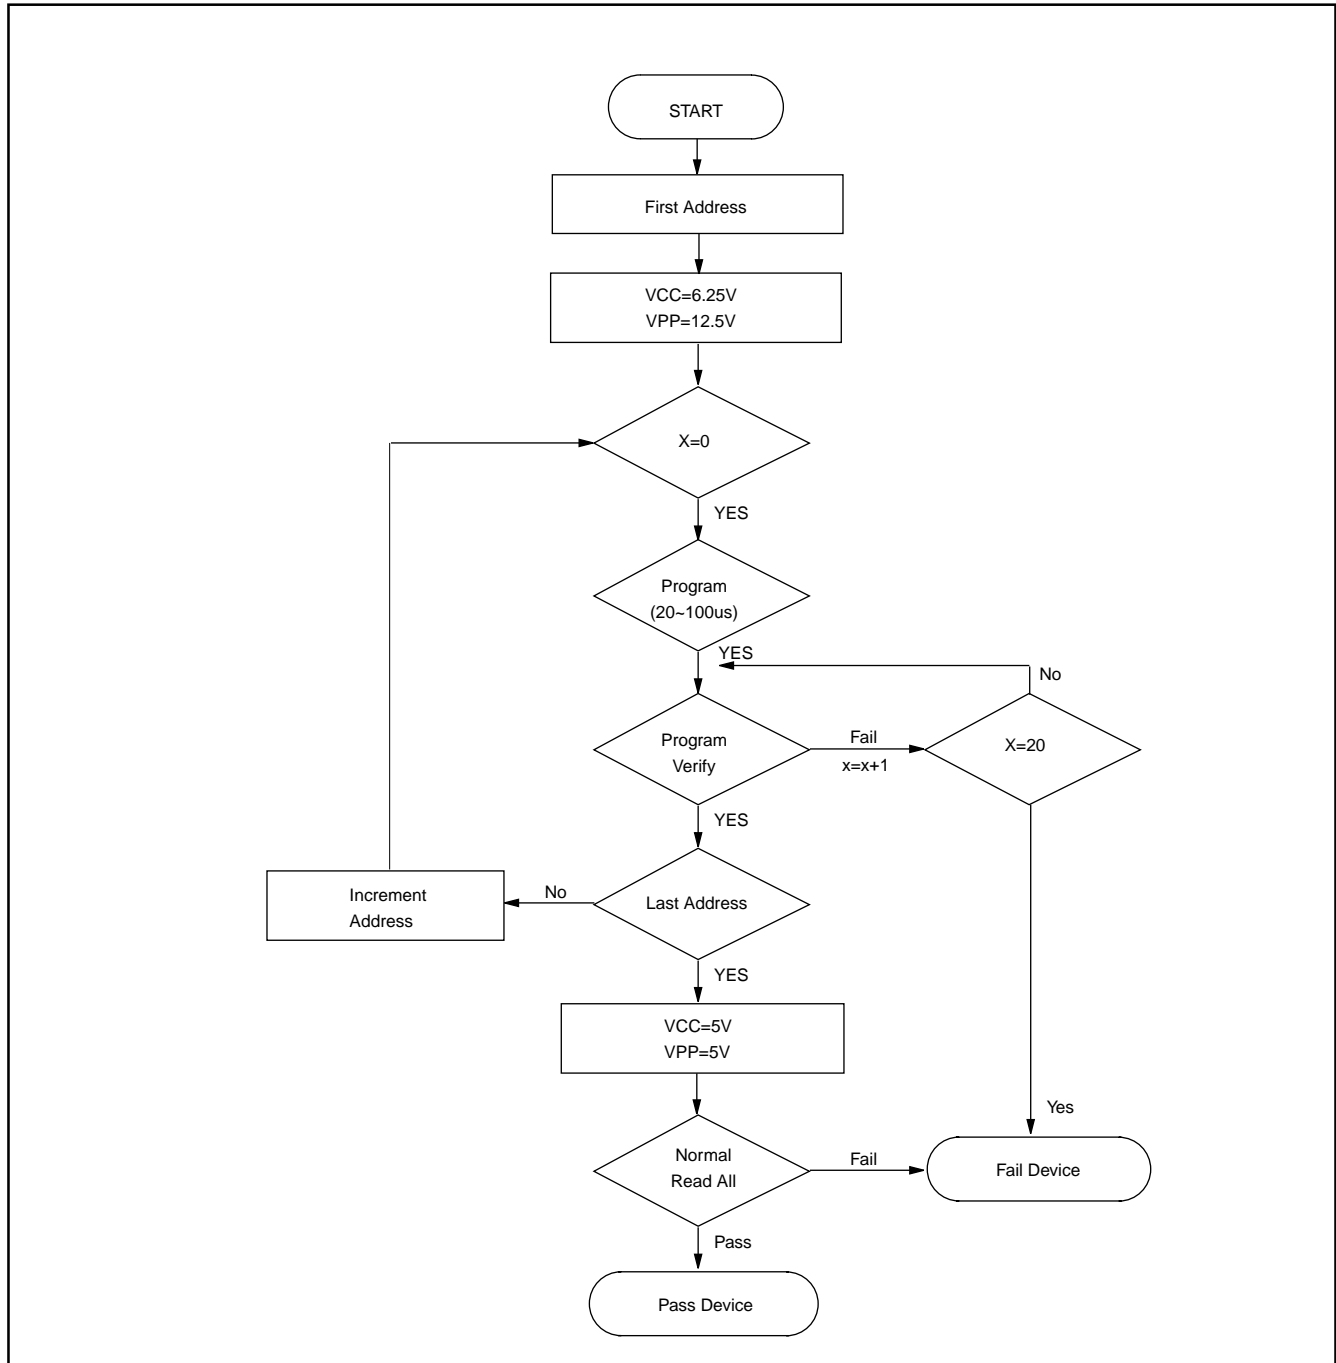 START
First Address
VCC=6.25V
VPP=12.5V
X=0
YES
Program
(20~100us)
YES
No
Program
Verify
Fail
x=x+1
X=20
YES
Increment
Address
No
Last Address
YES
VCC=5V
VPP=5V
Yes
Normal
Read All
Fail
Fail Device
Pass
Pass Device